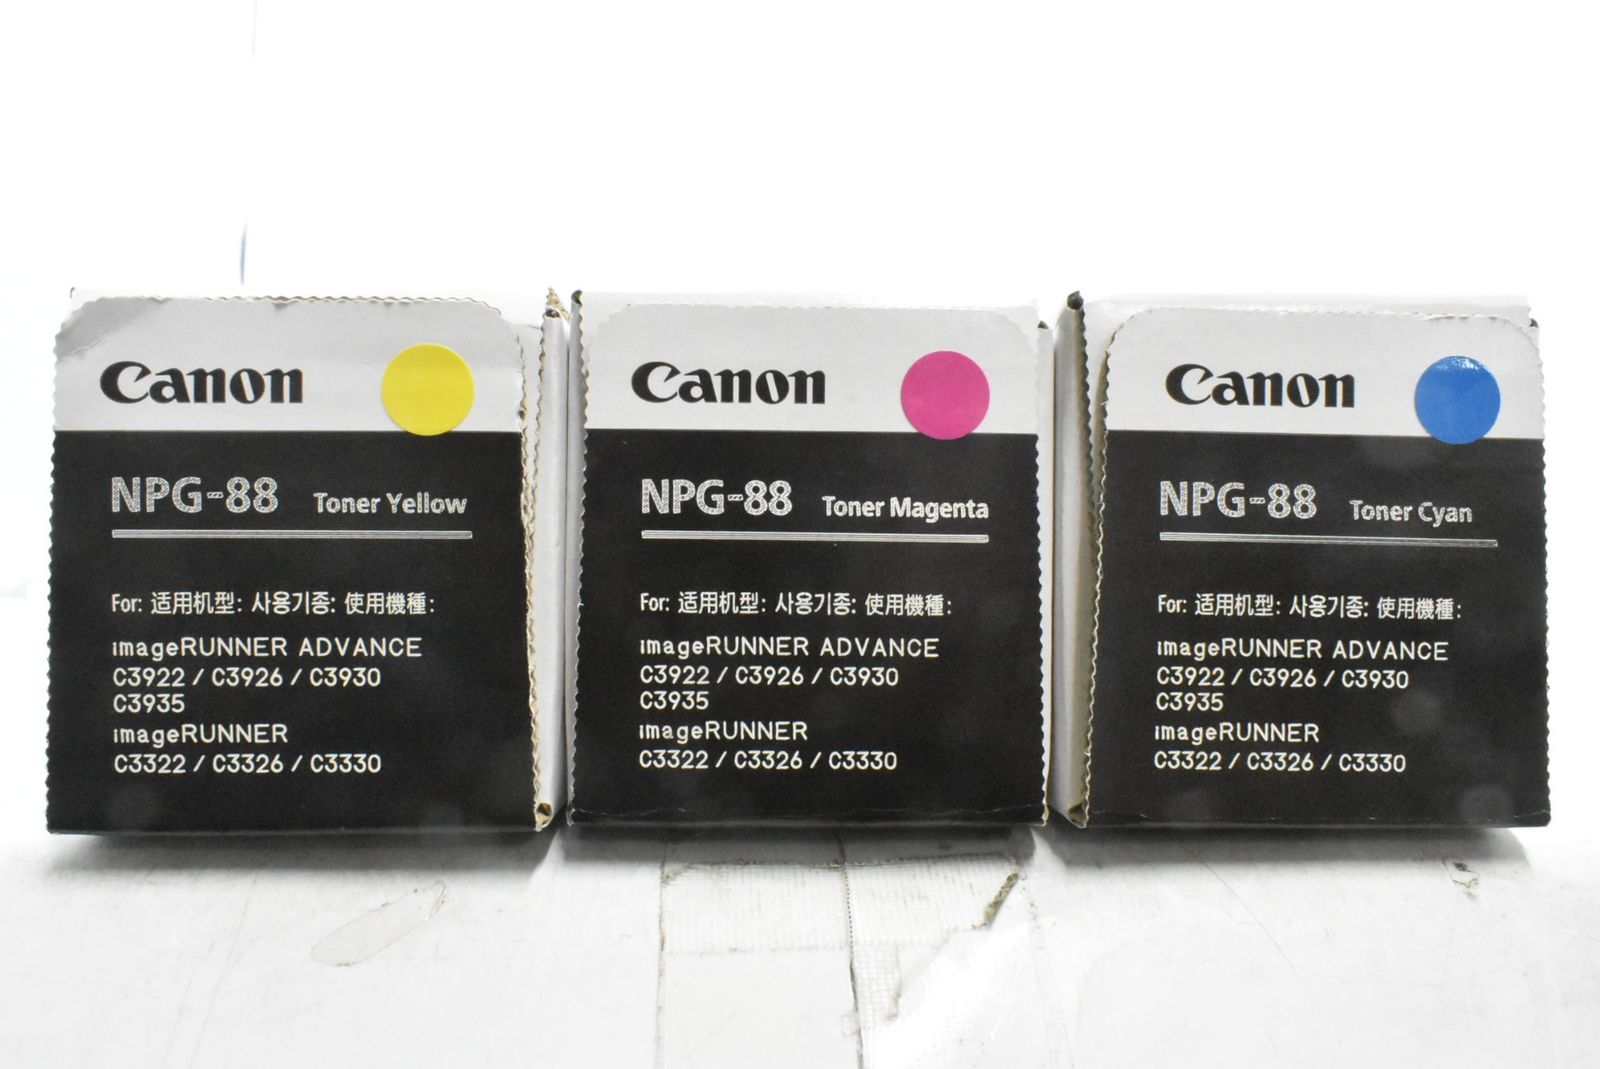 Canon
NPG-88 Toner Yellow
For: 适用机型: 사용기종: 使用機種:
imageRUNNER ADVANCE
C3922 / C3926 / C3930
C3935
imageRUNNER
C3322 / C3326 / C3330
Canon
NPG-88 Toner Magenta
For: 适用机型: 사용기종: 使用機種:
imageRUNNER ADVANCE
C3922 / C3926 / C3930
C3935
imageRUNNER
C3322 / C3326 / C3330
Canon
NPG-88 Toner Cyan
For: 适用机型: 사용기종: 使用機種:
imageRUNNER ADVANCE
C3922 / C3926 / C3930
C3935
imageRUNNER
C3322 / C3326 / C3330